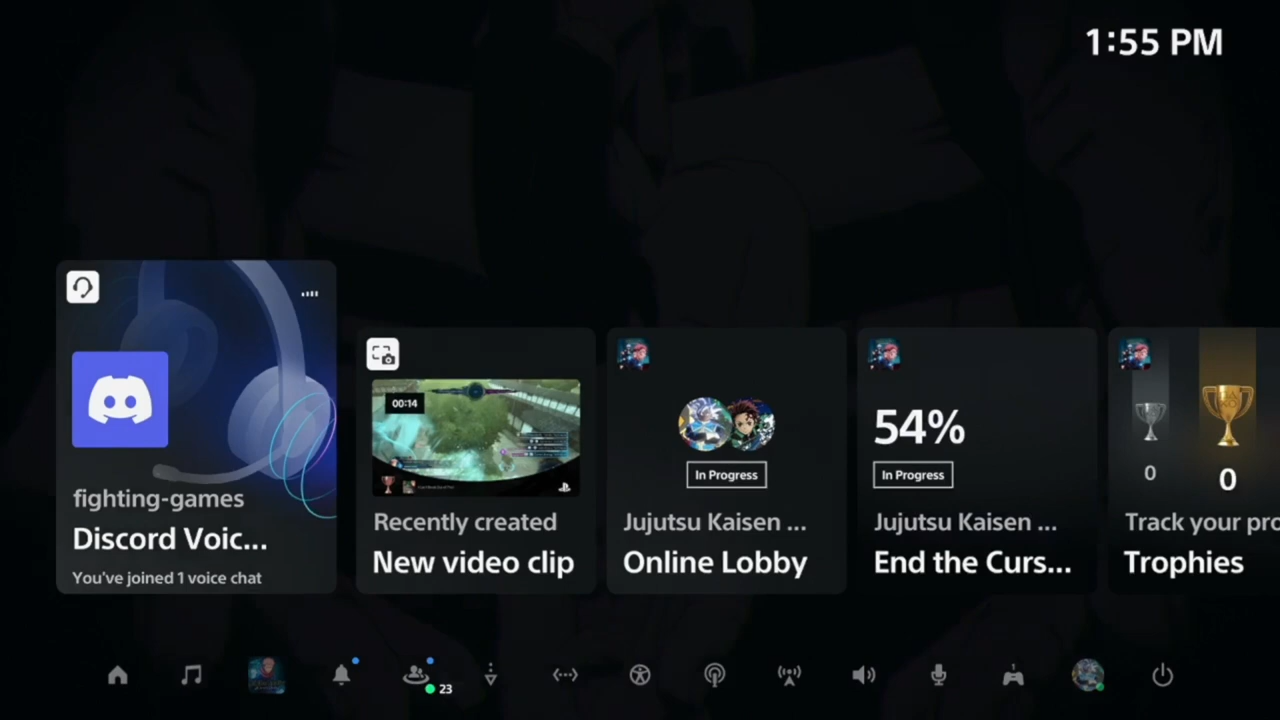 1:55 PM
fighting-games
Discord Voic...
You've joined 1 voice chat
00:14
Recently created
New video clip
In Progress
Jujutsu Kaisen ...
Online Lobby
54%
In Progress
Jujutsu Kaisen ...
End the Curs...
0
0
Track your pro
Trophies
23